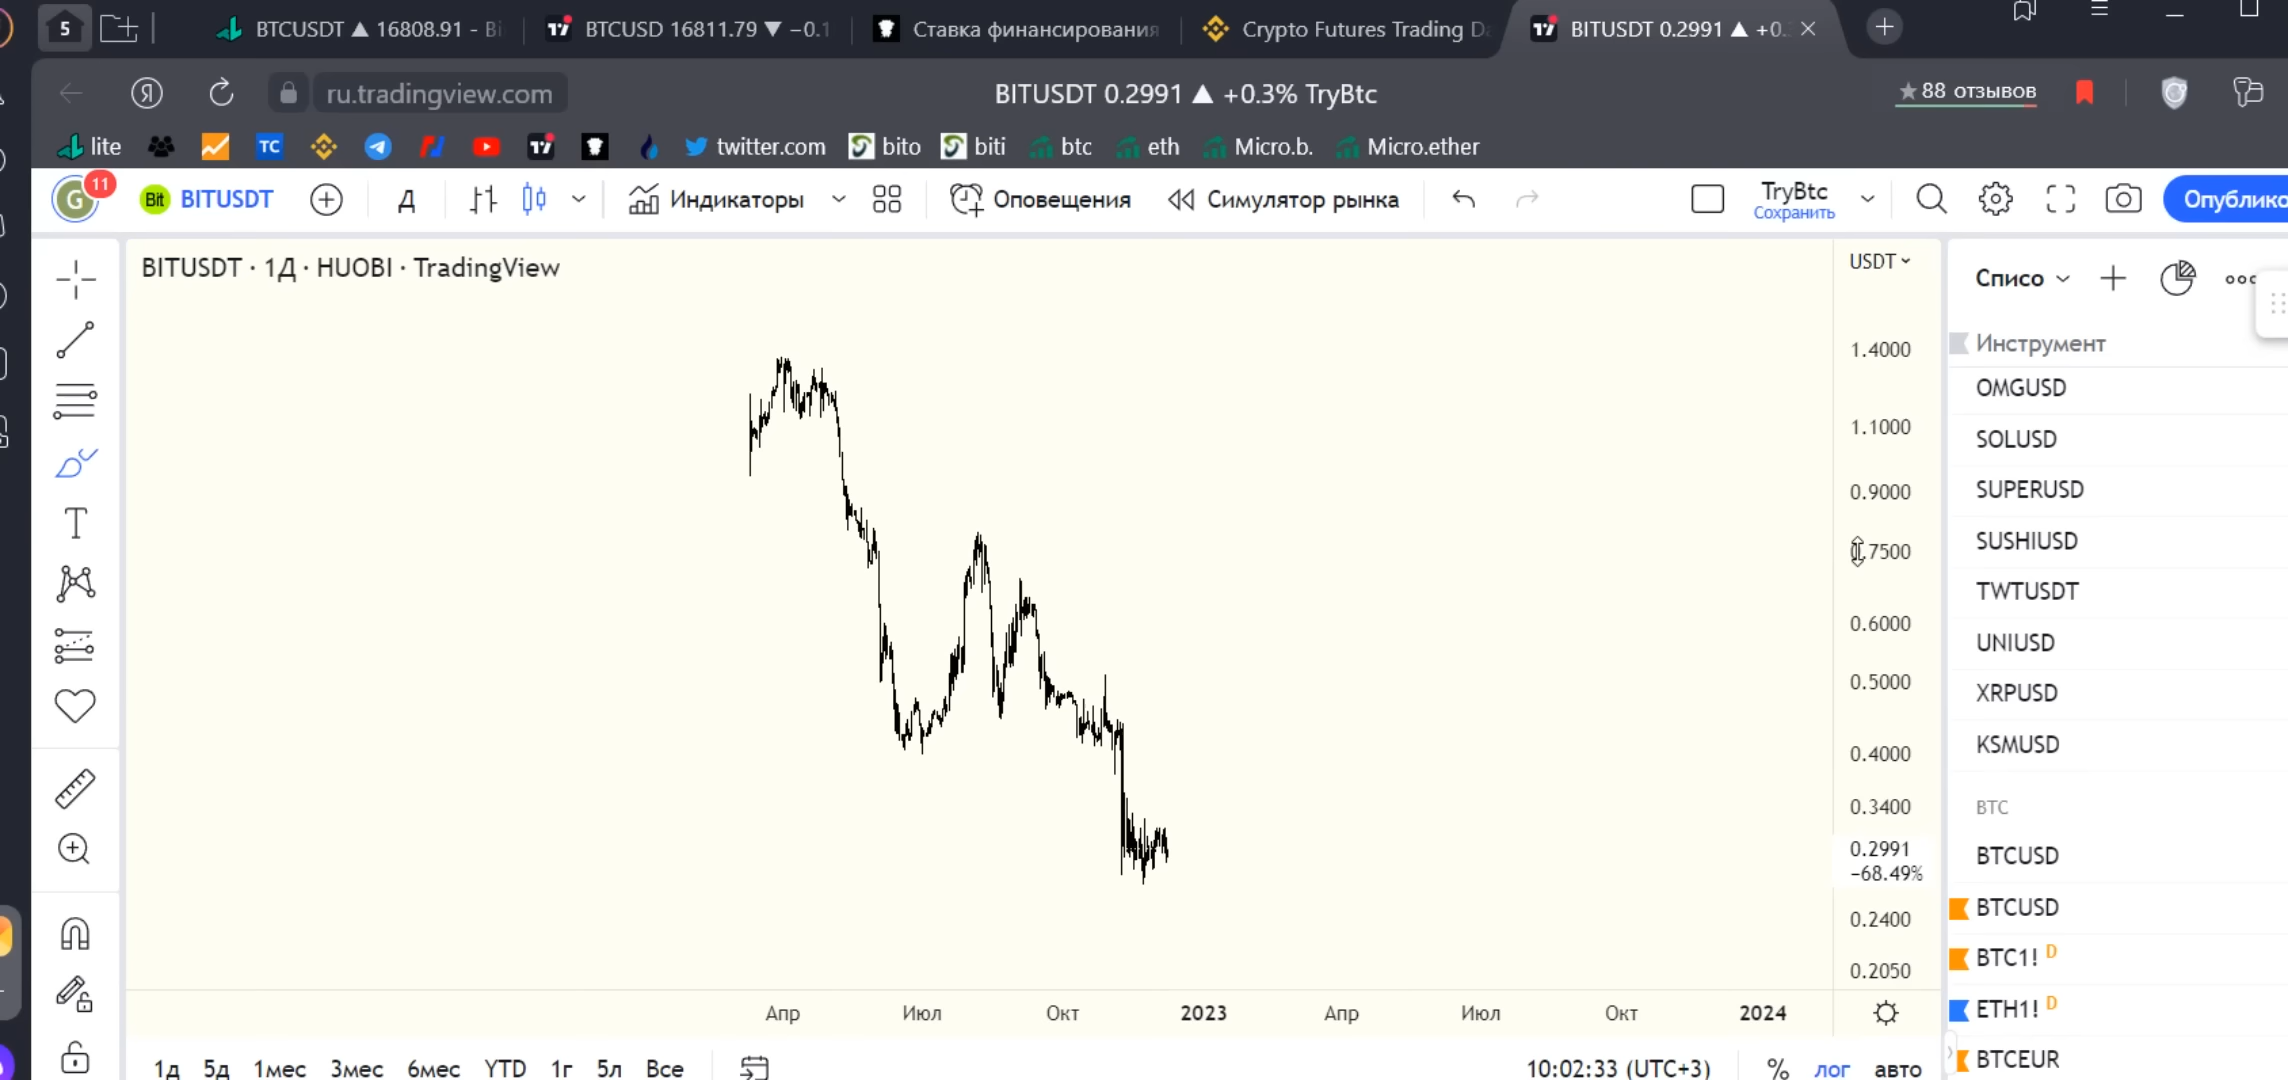 5
BTCUSDT ▲ 16808.91 - Bi
BTCUSD 16811.79 ▼ −0.1
Ставка финансирования
Crypto Futures Trading Da
BITUSDT 0.2991 ▲ +0.
ru.tradingview.com
BITUSDT 0.2991 ▲ +0.3% TryBtc
★ 88 отзывов
lite
TC
twitter.com
bito
biti
btc
eth
Micro.b.
Micro.ether
G
11
Bit
BITUSDT
Д
Индикаторы
Оповещения
Симулятор рынка
TryBtc
Сохранить
Опублико
BITUSDT · 1Д · HUOBI · TradingView
USDT
1.4000
1.1000
0.9000
0.7500
0.6000
0.5000
0.4000
0.3400
0.2991
−68.49%
0.2400
0.2050
Апр
Июл
Окт
2023
Апр
Июл
Окт
2024
1д
5д
1мес
3мес
6мес
YTD
1г
5л
Все
10:02:33 (UTC+3)
%
лог
авто
Списо
Инструмент
OMGUSD
SOLUSD
SUPERUSD
SUSHIUSD
TWTUSDT
UNIUSD
XRPUSD
KSMUSD
BTC
BTCUSD
BTCUSD
BTC1! D
ETH1! D
BTCEUR